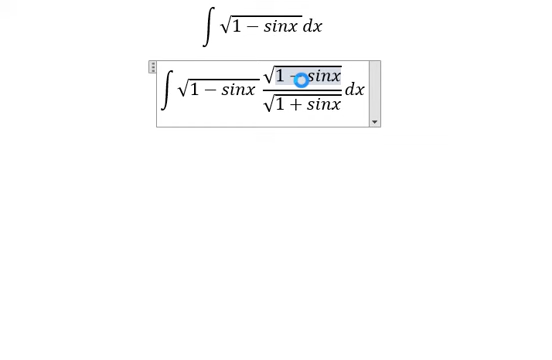 ∫ √(1 − sinx) dx
∫ √(1 − sinx) √(1 − sinx) / √(1 + sinx) dx